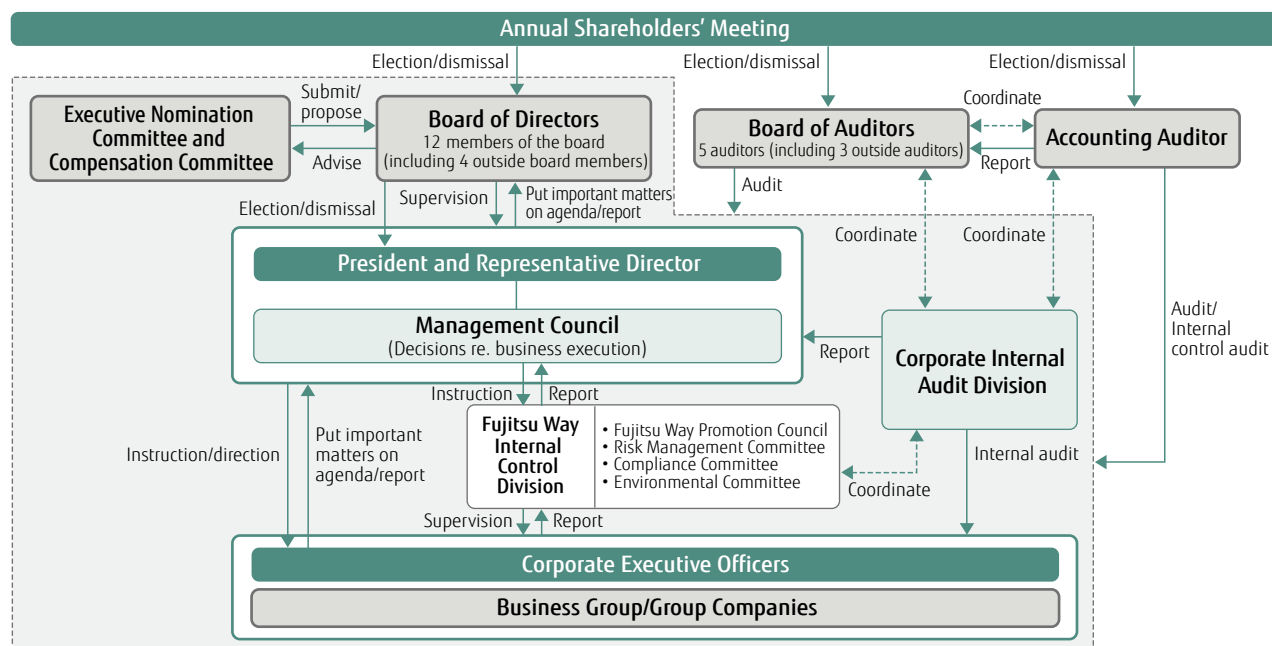 Annual Shareholders' Meeting
Election/dismissal
Election/dismissal
Election/dismissal
Executive Nomination
Committee and
Compensation Committee
Submit/
propose
Advise
Board of Directors
12 members of the board
(including 4 outside board members)
Board of Auditors
5 auditors (including 3 outside auditors)
Coordinate
Report
Accounting Auditor
Election/dismissal
Supervision
Put important matters
on agenda/report
Audit
Coordinate
Coordinate
President and Representative Director
Management Council
(Decisions re. business execution)
Report
Corporate Internal
Audit Division
Audit/
Internal
control audit
Instruction
Report
Instruction/direction
Put important
matters on
agenda/report
Fujitsu Way
Internal
Control
Division
• Fujitsu Way Promotion Council
• Risk Management Committee
• Compliance Committee
• Environmental Committee
Coordinate
Internal audit
Supervision
Report
Corporate Executive Officers
Business Group/Group Companies